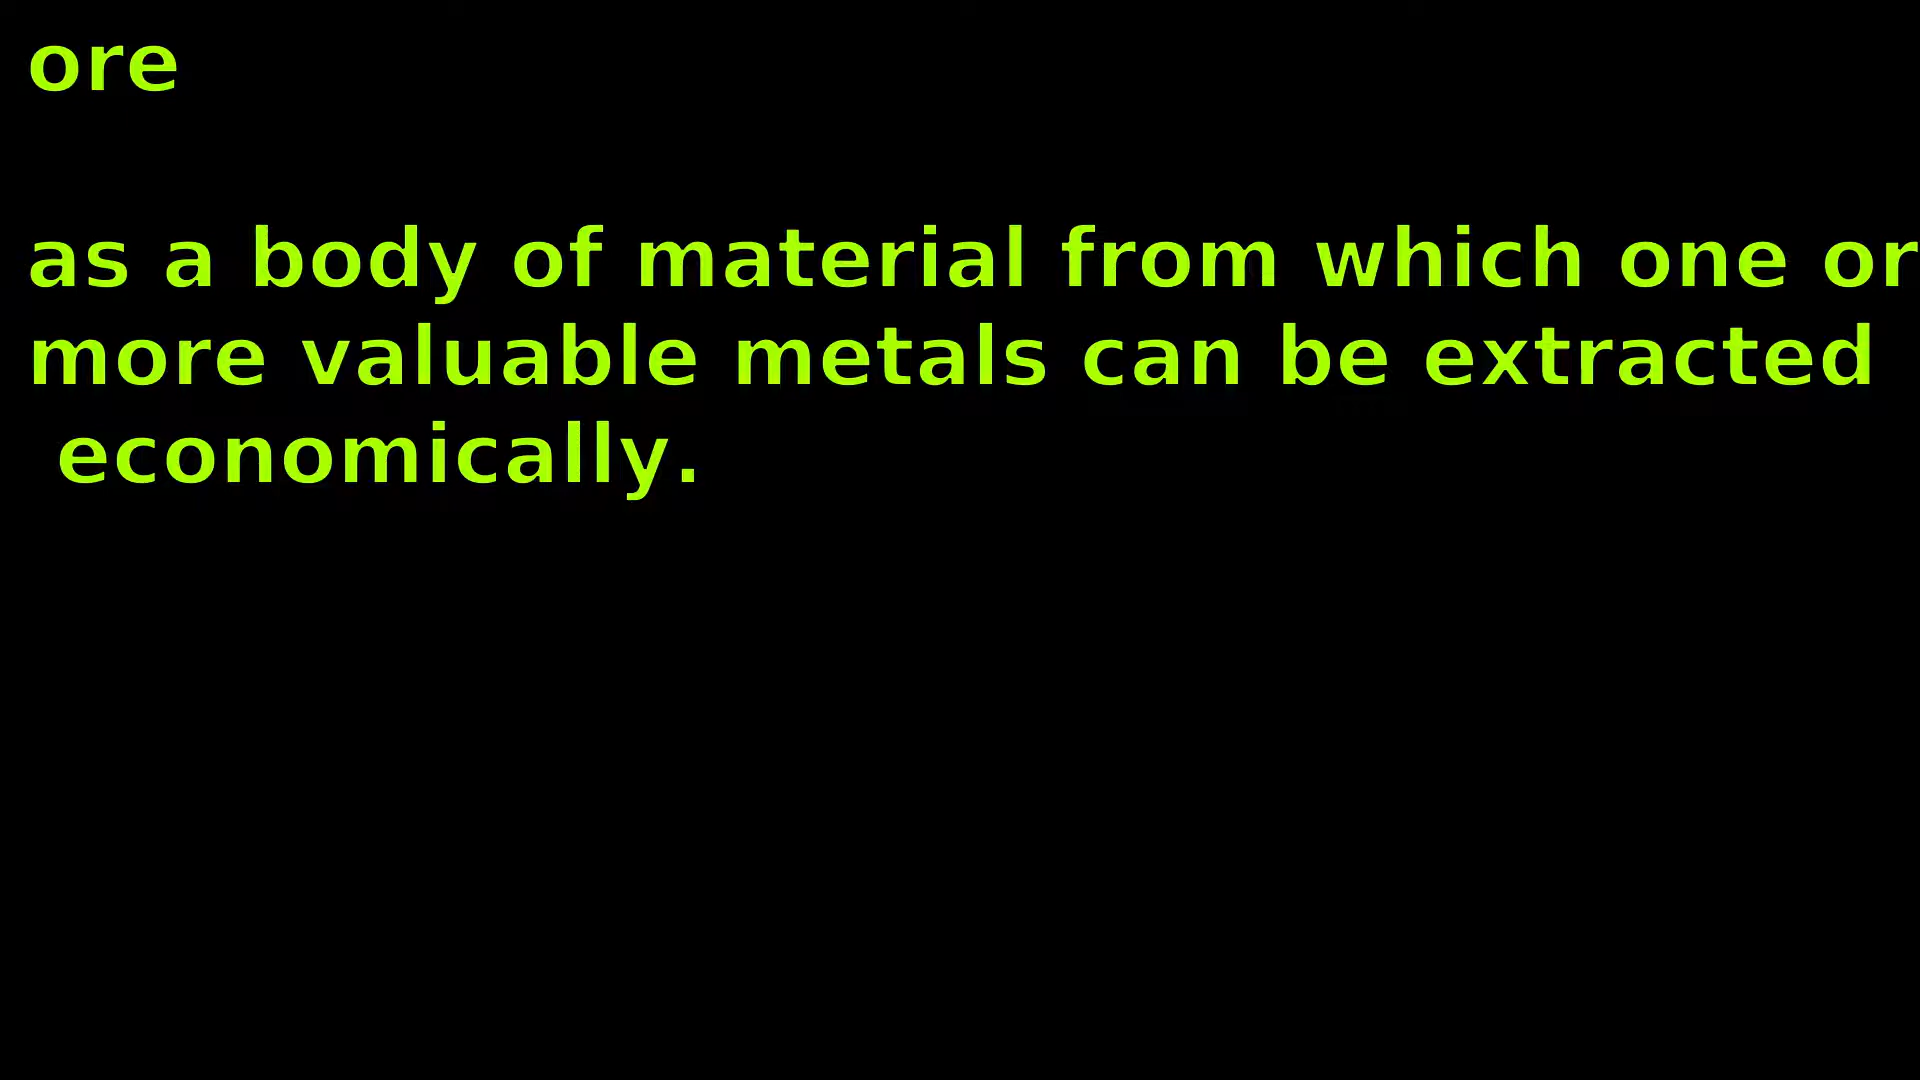 ore
as a body of material from which one or
more valuable metals can be extracted
economically.